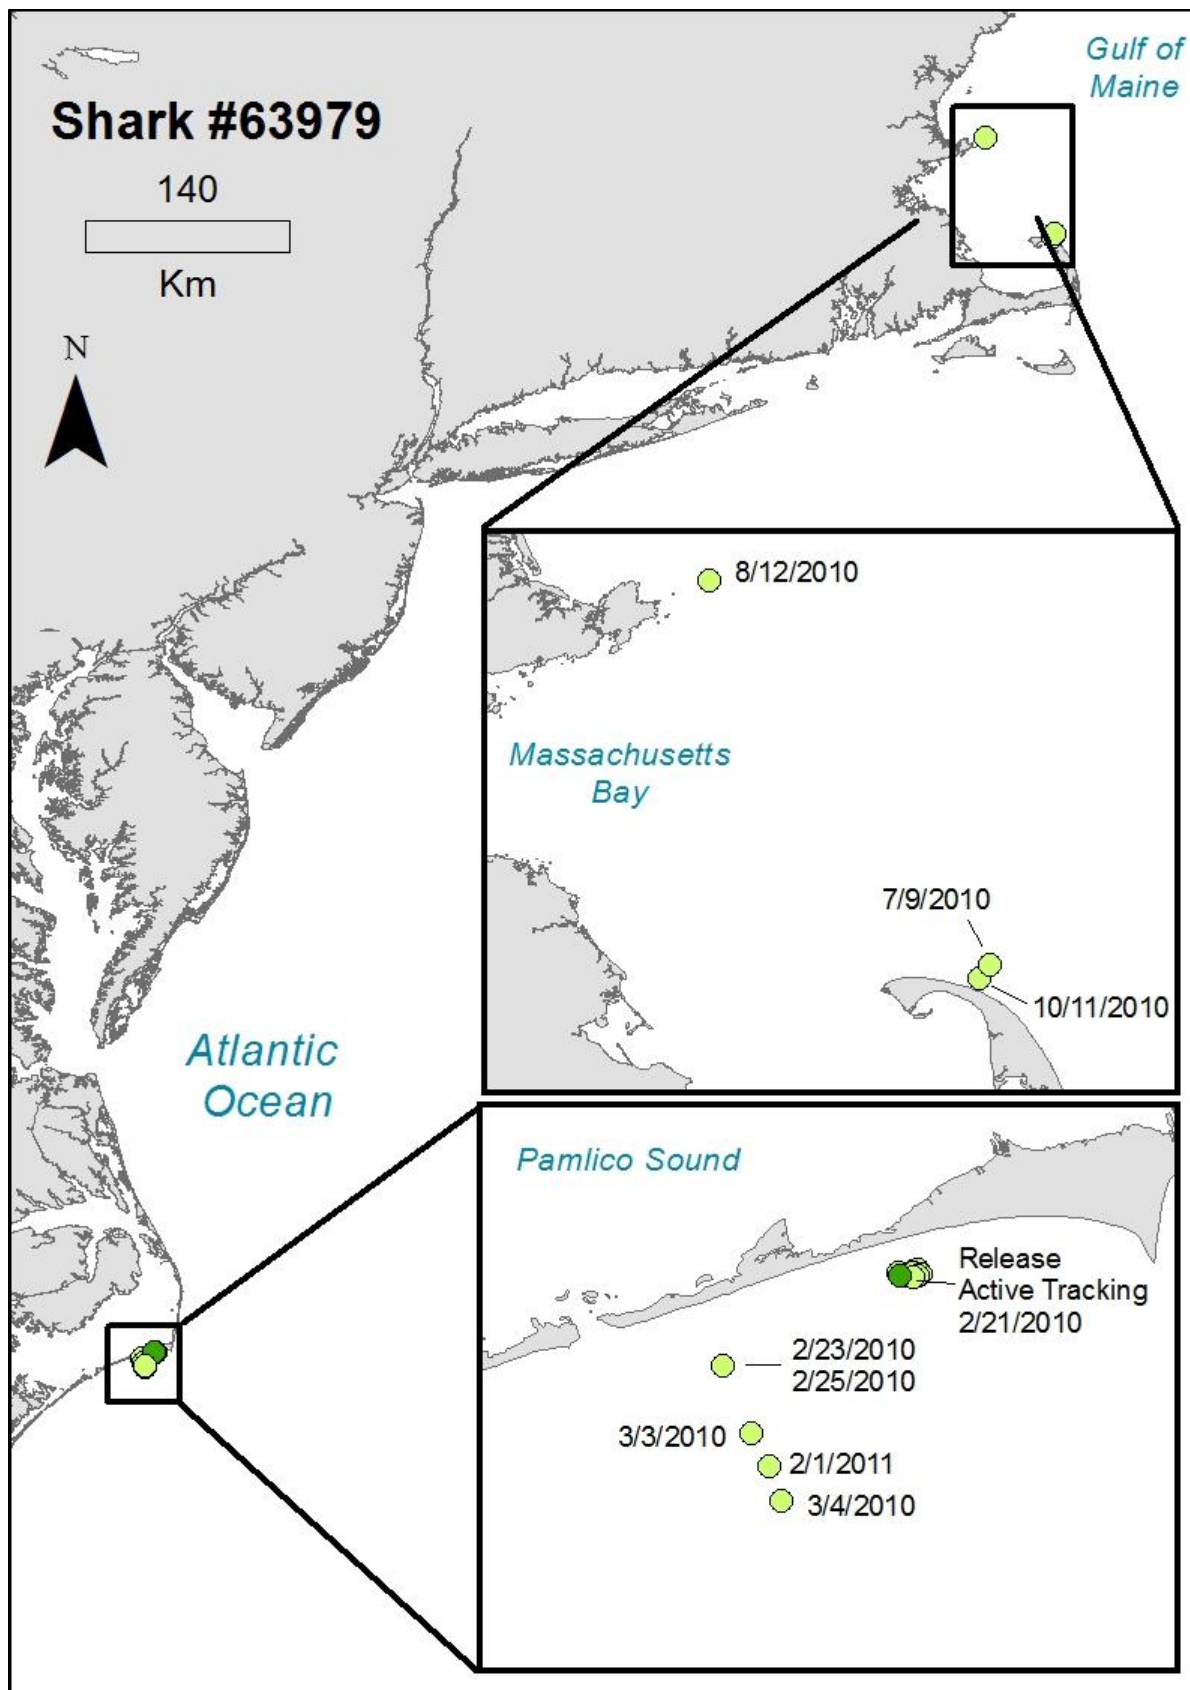 Gulf of
Maine
Shark #63979
140
Km
N
8/12/2010
Massachusetts
Bay
7/9/2010
10/11/2010
Atlantic
Ocean
Pamlico Sound
Release
Active Tracking
2/21/2010
2/23/2010
2/25/2010
3/3/2010
2/1/2011
3/4/2010